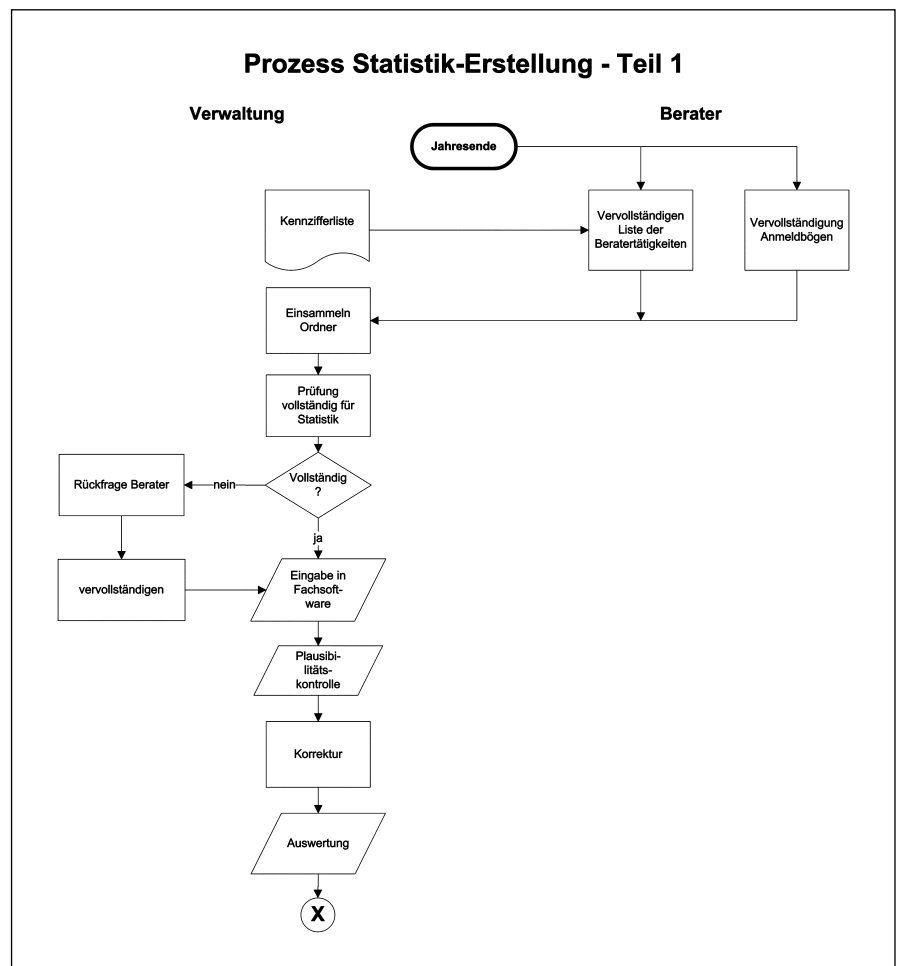 Prozess Statistik-Erstellung - Teil 1
Verwaltung
Berater
Jahresende
Kennzifferliste
Vervollständigen
Liste der
Beratertätigkeiten
Vervollständigung
Anmeldbögen
Einsammeln
Ordner
Prüfung
vollständig für
Statistik
Vollständig
?
nein
Rückfrage Berater
ja
vervollständigen
Eingabe in
Fachsoft-
ware
Plausibi-
litäts-
kontrolle
Korrektur
Auswertung
X